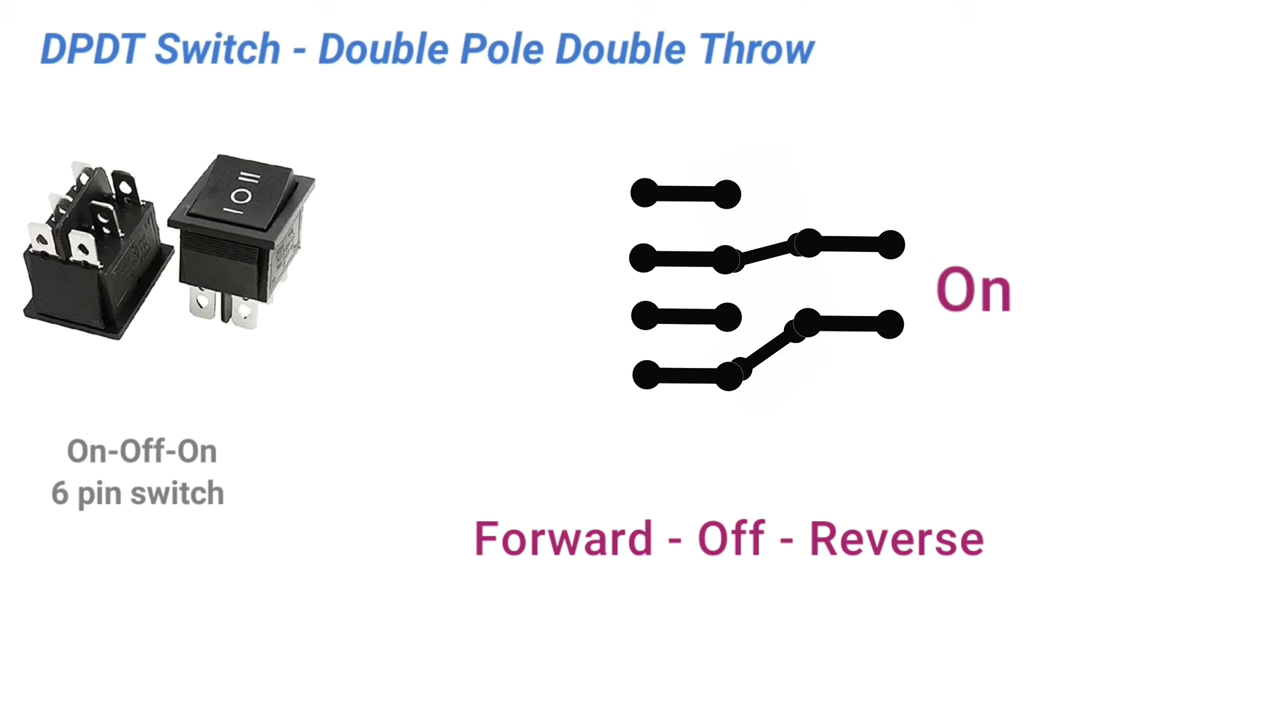 DPDT Switch - Double Pole Double Throw
On
On-Off-On
6 pin switch
Forward - Off - Reverse